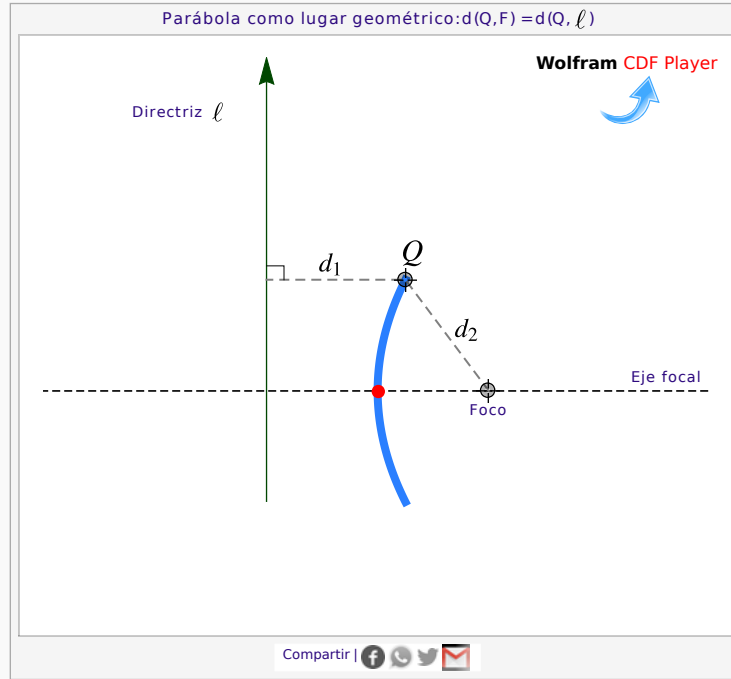 Parábola como lugar geométrico:d(Q,F) =d(Q, ℓ)
Wolfram CDF Player
Directriz ℓ
Q
d₁
d₂
Eje focal
Foco
Compartir |